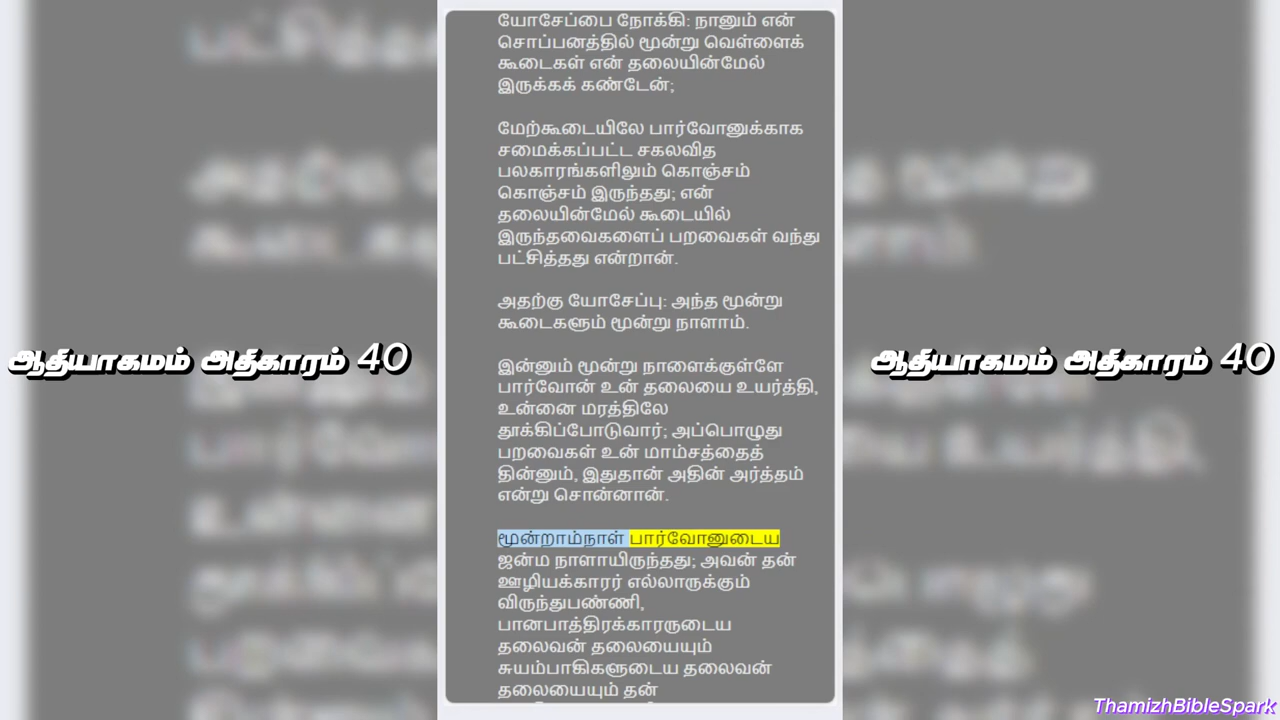 யோசேப்பை நோக்கி: நானும் என்
சொப்பனத்தில் மூன்று வெள்ளைக்
கூடைகள் என் தலையின்மேல்
இருக்கக் கண்டேன்;
மேற்கூடையிலே பார்வோனுக்காக
சமைக்கப்பட்ட சகலவித
பலகாரங்களிலும் கொஞ்சம்
கொஞ்சம் இருந்தது; என்
தலையின்மேல் கூடையில்
இருந்தவைகளைப் பறவைகள் வந்து
பட்சித்தது என்றான்.
அதற்கு யோசேப்பு: அந்த மூன்று
கூடைகளும் மூன்று நாளாம்.
இன்னும் மூன்று நாளைக்குள்ளே
பார்வோன் உன் தலையை உயர்த்தி,
உன்னை மரத்திலே
தூக்கிப்போடுவார்; அப்பொழுது
பறவைகள் உன் மாம்சத்தைத்
தின்னும், இதுதான் அதின் அர்த்தம்
என்று சொன்னான்.
மூன்றாம்நாள் பார்வோனுடைய
ஜன்ம நாளாயிருந்தது; அவன் தன்
ஊழியக்காரர் எல்லாருக்கும்
விருந்துபண்ணி,
பானபாத்திரக்காரருடைய
தலைவன் தலையையும்
சுயம்பாகிகளுடைய தலைவன்
தலையையும் தன்
ஆதியாகமம் அதிகாரம் 40
ஆதியாகமம் அதிகாரம் 40
ThamizhBibleSpark